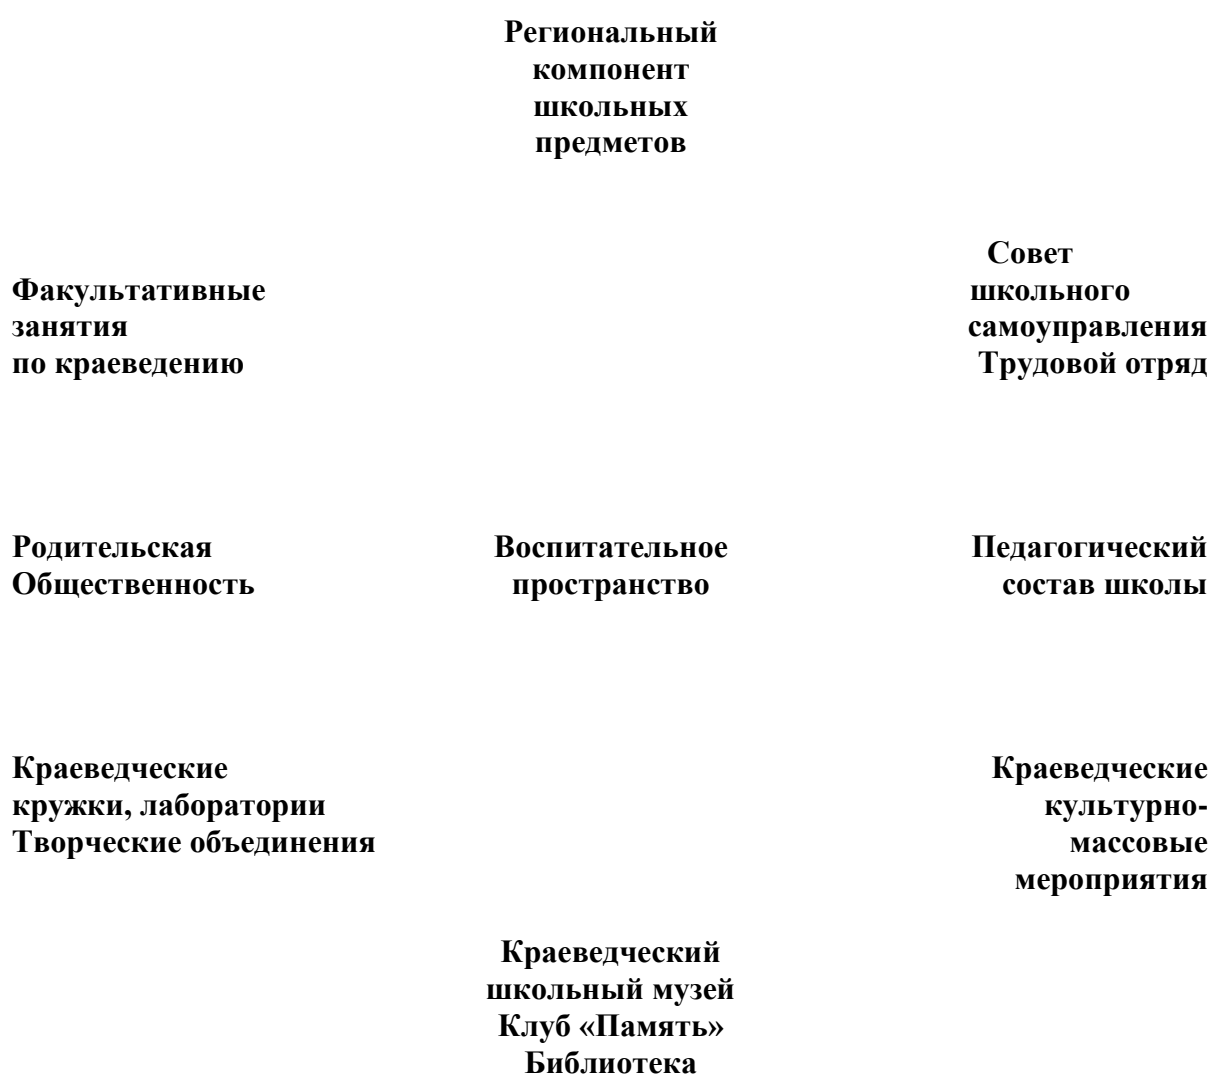 Региональный
компонент
школьных
предметов
Факультативные
занятия
по краеведению
Совет
школьного
самоуправления
Трудовой отряд
Родительская
Общественность
Воспитательное
пространство
Педагогический
состав школы
Краеведческие
кружки, лаборатории
Творческие объединения
Краеведческие
культурно-
массовые
мероприятия
Краеведческий
школьный музей
Клуб «Память»
Библиотека